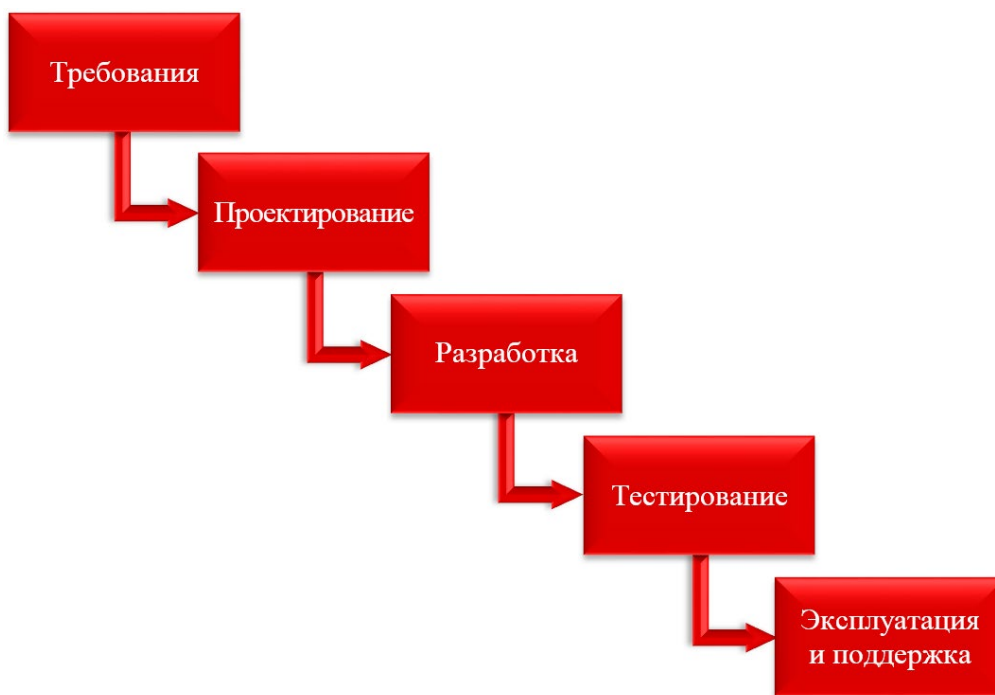 Требования
Проектирование
Разработка
Тестирование
Эксплуатация
и поддержка